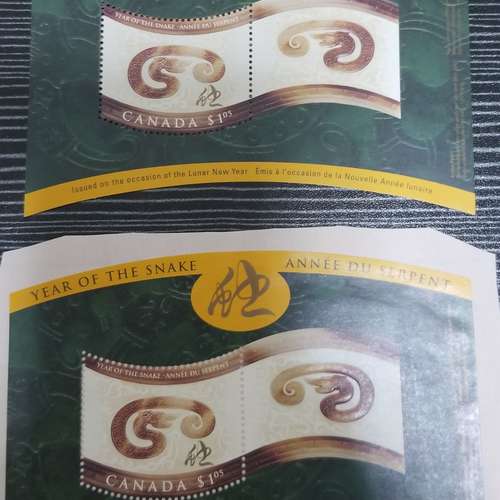 YEAR OF THE SNAKE · ANNÉE DU SERPENT
蛇
CANADA $1.05
Issued on the occasion of the Lunar New Year Émis à l'occasion de la Nouvelle Année lunaire
YEAR OF THE SNAKE 蛇 ANNÉE DU SERPENT
YEAR OF THE SNAKE · ANNÉE DU SERPENT
蛇
CANADA $1.05